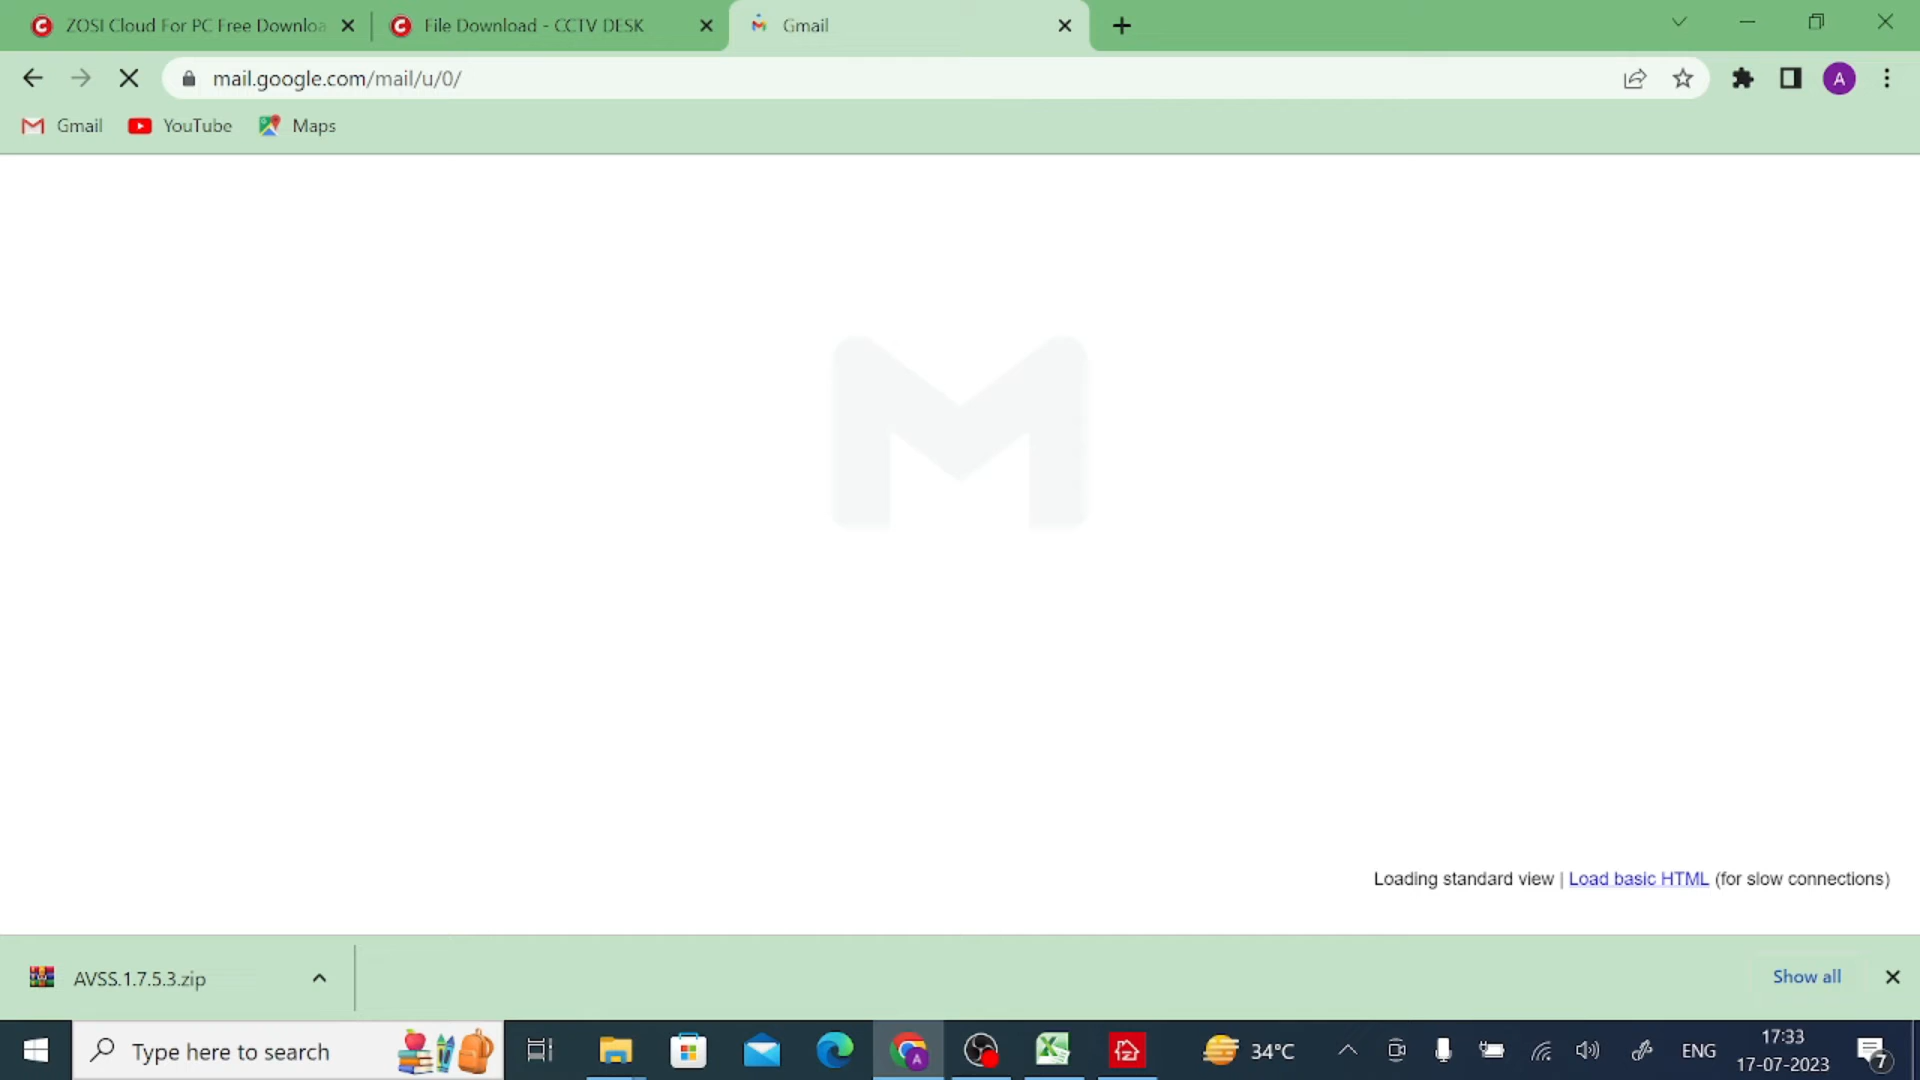 ZOSI Cloud For PC Free Downloa
File Download - CCTV DESK
Gmail
mail.google.com/mail/u/0/
A
Gmail
YouTube
Maps
Loading standard view | Load basic HTML (for slow connections)
AVSS.1.7.5.3.zip
Show all
Type here to search
A
34°C
ENG
17:33
17-07-2023
7